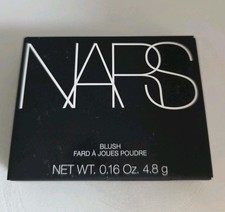 NARS
BLUSH
FARD À JOUES POUDRE
NET WT. 0.16 Oz. 4.8 g